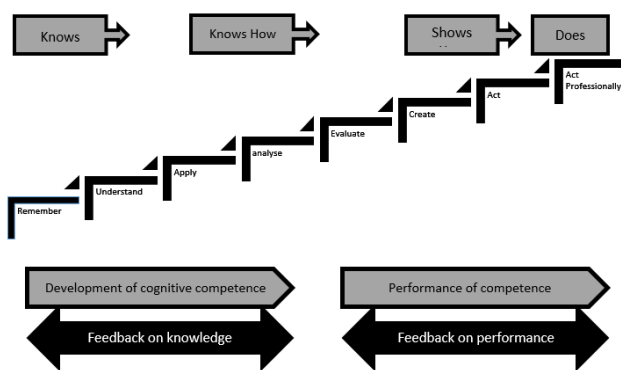 Knows
Knows How
Shows
Does
Act
Professionally
Act
Create
Evaluate
analyse
Apply
Understand
Remember
Development of cognitive competence
Performance of competence
Feedback on knowledge
Feedback on performance